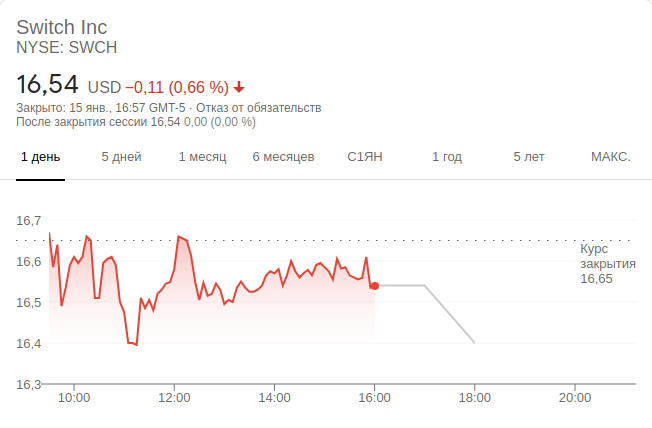 Switch Inc
NYSE: SWCH
16,54 USD −0,11 (0,66 %)
Закрыто: 15 янв., 16:57 GMT-5 · Отказ от обязательств
После закрытия сессии 16,54 0,00 (0,00 %)
1 день 5 дней 1 месяц 6 месяцев С1ЯН 1 год 5 лет МАКС.
16,7
16,6
16,5
16,4
16,3
Курс
закрытия
16,65
10:00 12:00 14:00 16:00 18:00 20:00